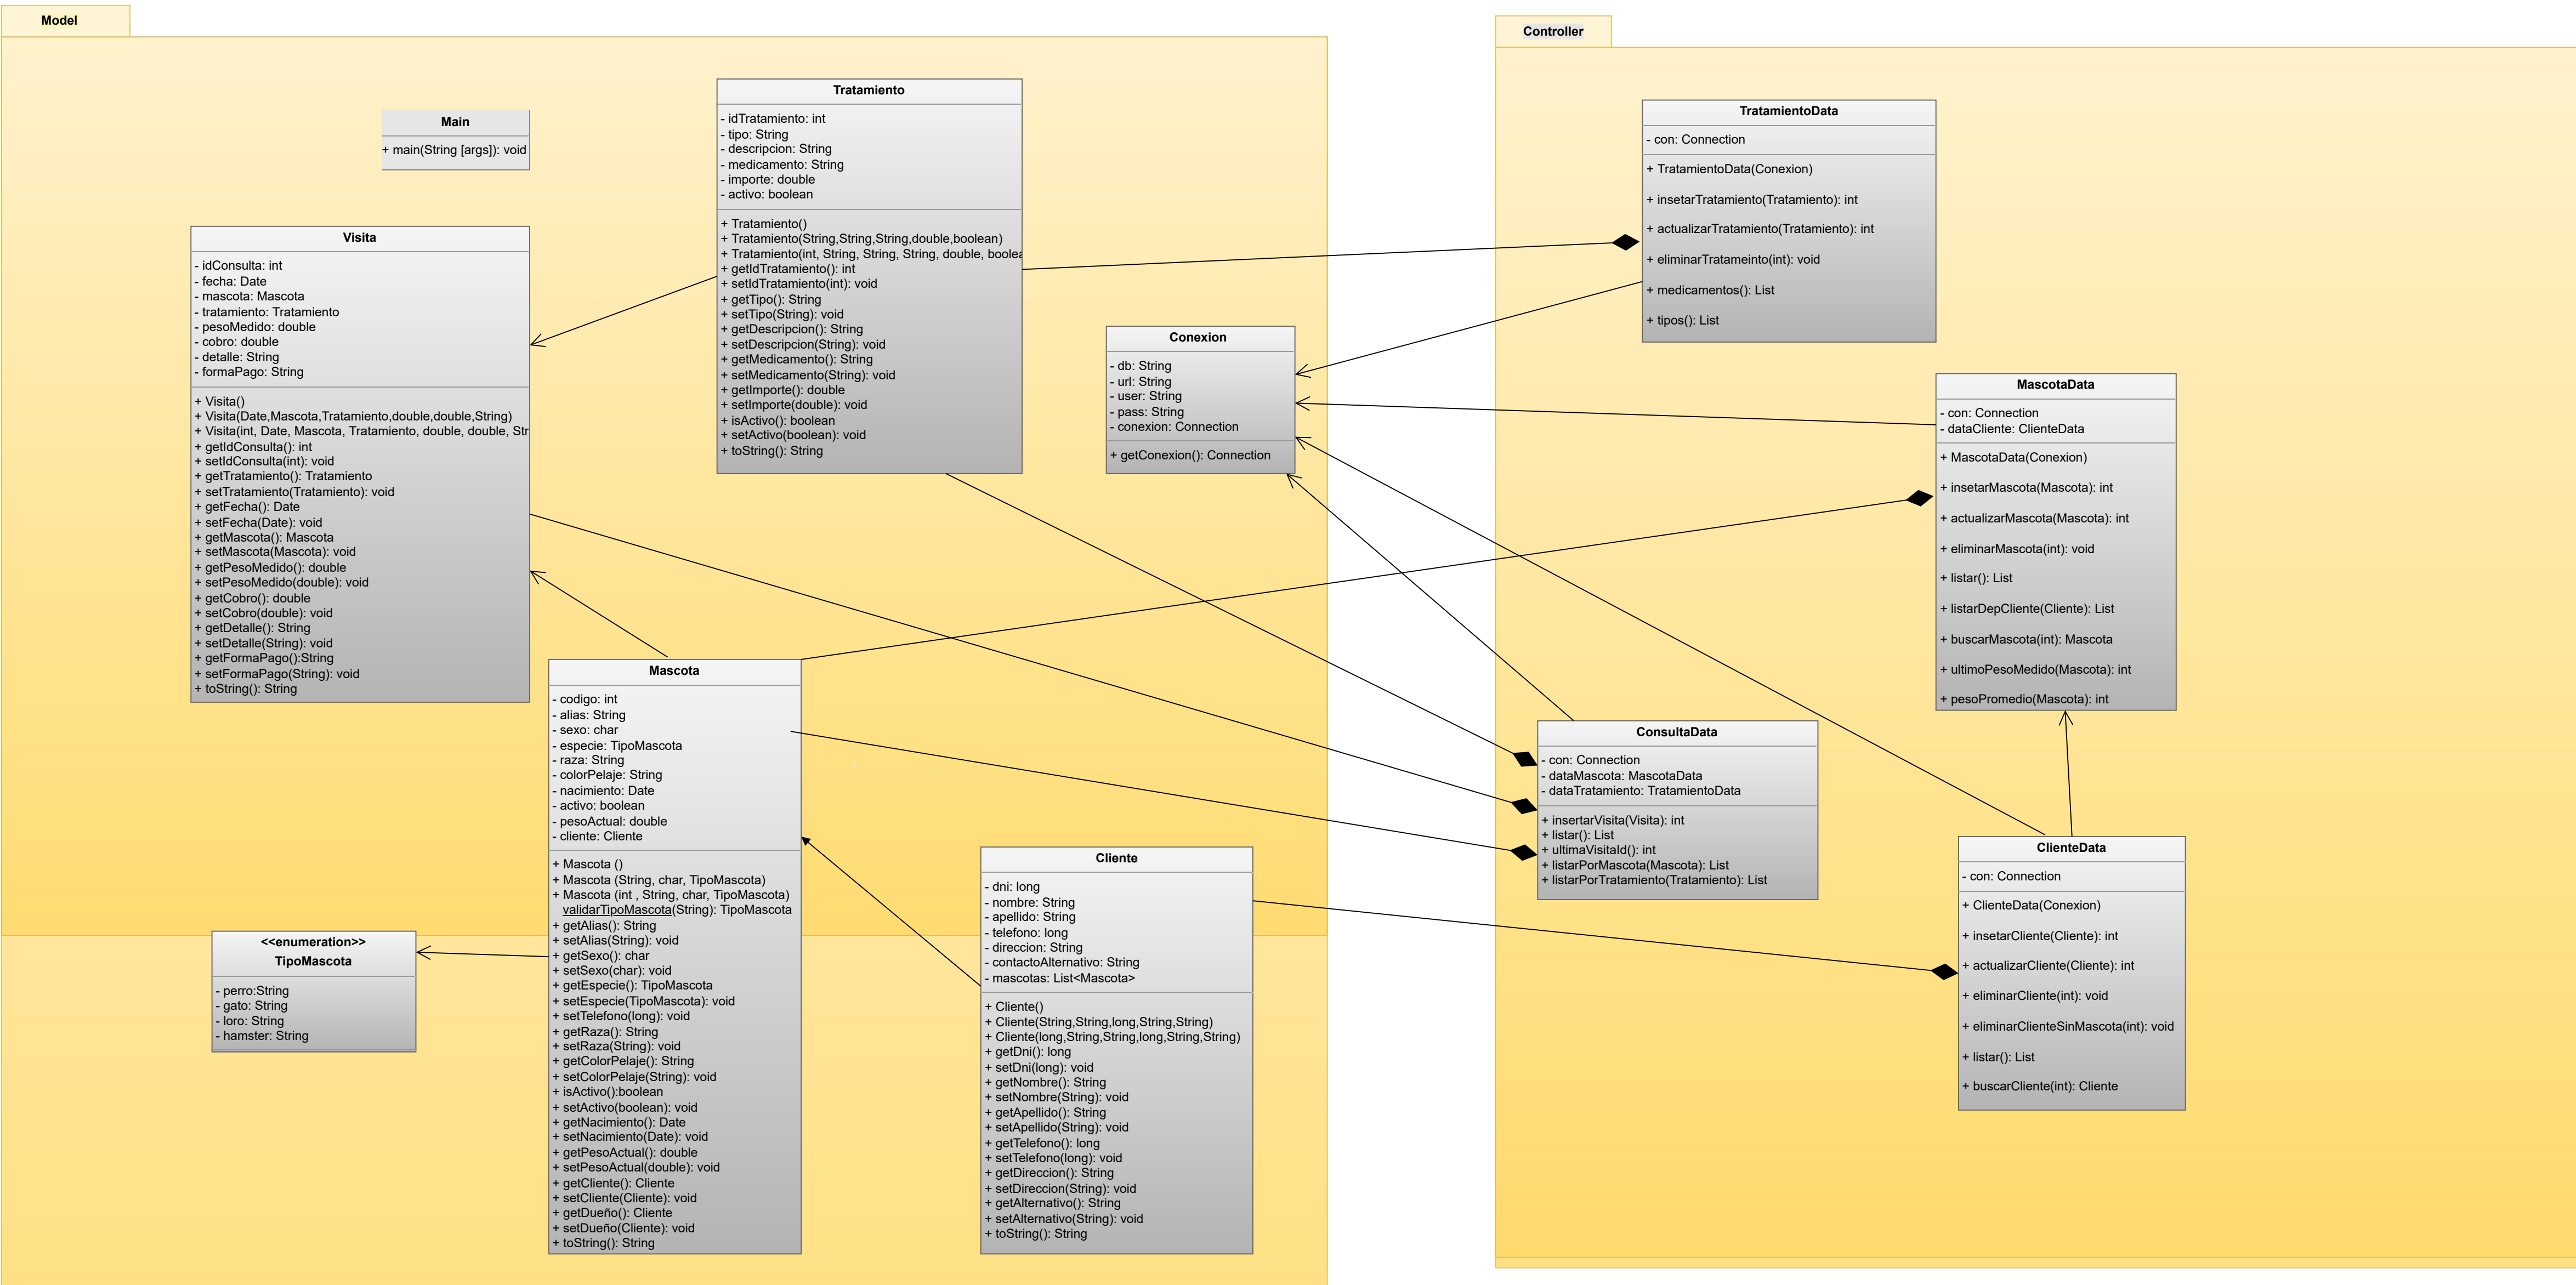 Model
Main
+ main(String [args]): void
Visita
- idConsulta: int
- fecha: Date
- mascota: Mascota
- tratamiento: Tratamiento
- pesoMedido: double
- cobro: double
- detalle: String
- formaPago: String
+ Visita()
+ Visita(Date,Mascota,Tratamiento,double,double,String)
+ Visita(int, Date, Mascota, Tratamiento, double, double, Str
+ getIdConsulta(): int
+ setIdConsulta(int): void
+ getTratamiento(): Tratamiento
+ setTratamiento(Tratamiento): void
+ getFecha(): Date
+ setFecha(Date): void
+ getMascota(): Mascota
+ setMascota(Mascota): void
+ getPesoMedido(): double
+ setPesoMedido(double): void
+ getCobro(): double
+ setCobro(double): void
+ getDetalle(): String
+ setDetalle(String): void
+ getFormaPago():String
+ setFormaPago(String): void
+ toString(): String
Tratamiento
- idTratamiento: int
- tipo: String
- descripcion: String
- medicamento: String
- importe: double
- activo: boolean
+ Tratamiento()
+ Tratamiento(String,String,String,double,boolean)
+ Tratamiento(int, String, String, String, double, boolea
+ getIdTratamiento(): int
+ setIdTratamiento(int): void
+ getTipo(): String
+ setTipo(String): void
+ getDescripcion(): String
+ setDescripcion(String): void
+ getMedicamento(): String
+ setMedicamento(String): void
+ getImporte(): double
+ setImporte(double): void
+ isActivo(): boolean
+ setActivo(boolean): void
+ toString(): String
Conexion
- db: String
- url: String
- user: String
- pass: String
- conexion: Connection
+ getConexion(): Connection
Mascota
- codigo: int
- alias: String
- sexo: char
- especie: TipoMascota
- raza: String
- colorPelaje: String
- nacimiento: Date
- activo: boolean
- pesoActual: double
- cliente: Cliente
+ Mascota ()
+ Mascota (String, char, TipoMascota)
+ Mascota (int , String, char, TipoMascota)
validarTipoMascota(String): TipoMascota
+ getAlias(): String
+ setAlias(String): void
+ getSexo(): char
+ setSexo(char): void
+ getEspecie(): TipoMascota
+ setEspecie(TipoMascota): void
+ setTelefono(long): void
+ getRaza(): String
+ setRaza(String): void
+ getColorPelaje(): String
+ setColorPelaje(String): void
+ isActivo():boolean
+ setActivo(boolean): void
+ getNacimiento(): Date
+ setNacimiento(Date): void
+ getPesoActual(): double
+ setPesoActual(double): void
+ getCliente(): Cliente
+ setCliente(Cliente): void
+ getDueño(): Cliente
+ setDueño(Cliente): void
+ toString(): String
<<enumeration>>
TipoMascota
- perro:String
- gato: String
- loro: String
- hamster: String
Cliente
- dni: long
- nombre: String
- apellido: String
- telefono: long
- direccion: String
- contactoAlternativo: String
- mascotas: List<Mascota>
+ Cliente()
+ Cliente(String,String,long,String,String)
+ Cliente(long,String,String,long,String,String)
+ getDni(): long
+ setDni(long): void
+ getNombre(): String
+ setNombre(String): void
+ getApellido(): String
+ setApellido(String): void
+ getTelefono(): long
+ setTelefono(long): void
+ getDireccion(): String
+ setDireccion(String): void
+ getAlternativo(): String
+ setAlternativo(String): void
+ toString(): String
Controller
TratamientoData
- con: Connection
+ TratamientoData(Conexion)
+ insetarTratamiento(Tratamiento): int
+ actualizarTratamiento(Tratamiento): int
+ eliminarTratameinto(int): void
+ medicamentos(): List
+ tipos(): List
MascotaData
- con: Connection
- dataCliente: ClienteData
+ MascotaData(Conexion)
+ insetarMascota(Mascota): int
+ actualizarMascota(Mascota): int
+ eliminarMascota(int): void
+ listar(): List
+ listarDepCliente(Cliente): List
+ buscarMascota(int): Mascota
+ ultimoPesoMedido(Mascota): int
+ pesoPromedio(Mascota): int
ConsultaData
- con: Connection
- dataMascota: MascotaData
- dataTratamiento: TratamientoData
+ insertarVisita(Visita): int
+ listar(): List
+ ultimaVisitaId(): int
+ listarPorMascota(Mascota): List
+ listarPorTratamiento(Tratamiento): List
ClienteData
- con: Connection
+ ClienteData(Conexion)
+ insetarCliente(Cliente): int
+ actualizarCliente(Cliente): int
+ eliminarCliente(int): void
+ eliminarClienteSinMascota(int): void
+ listar(): List
+ buscarCliente(int): Cliente